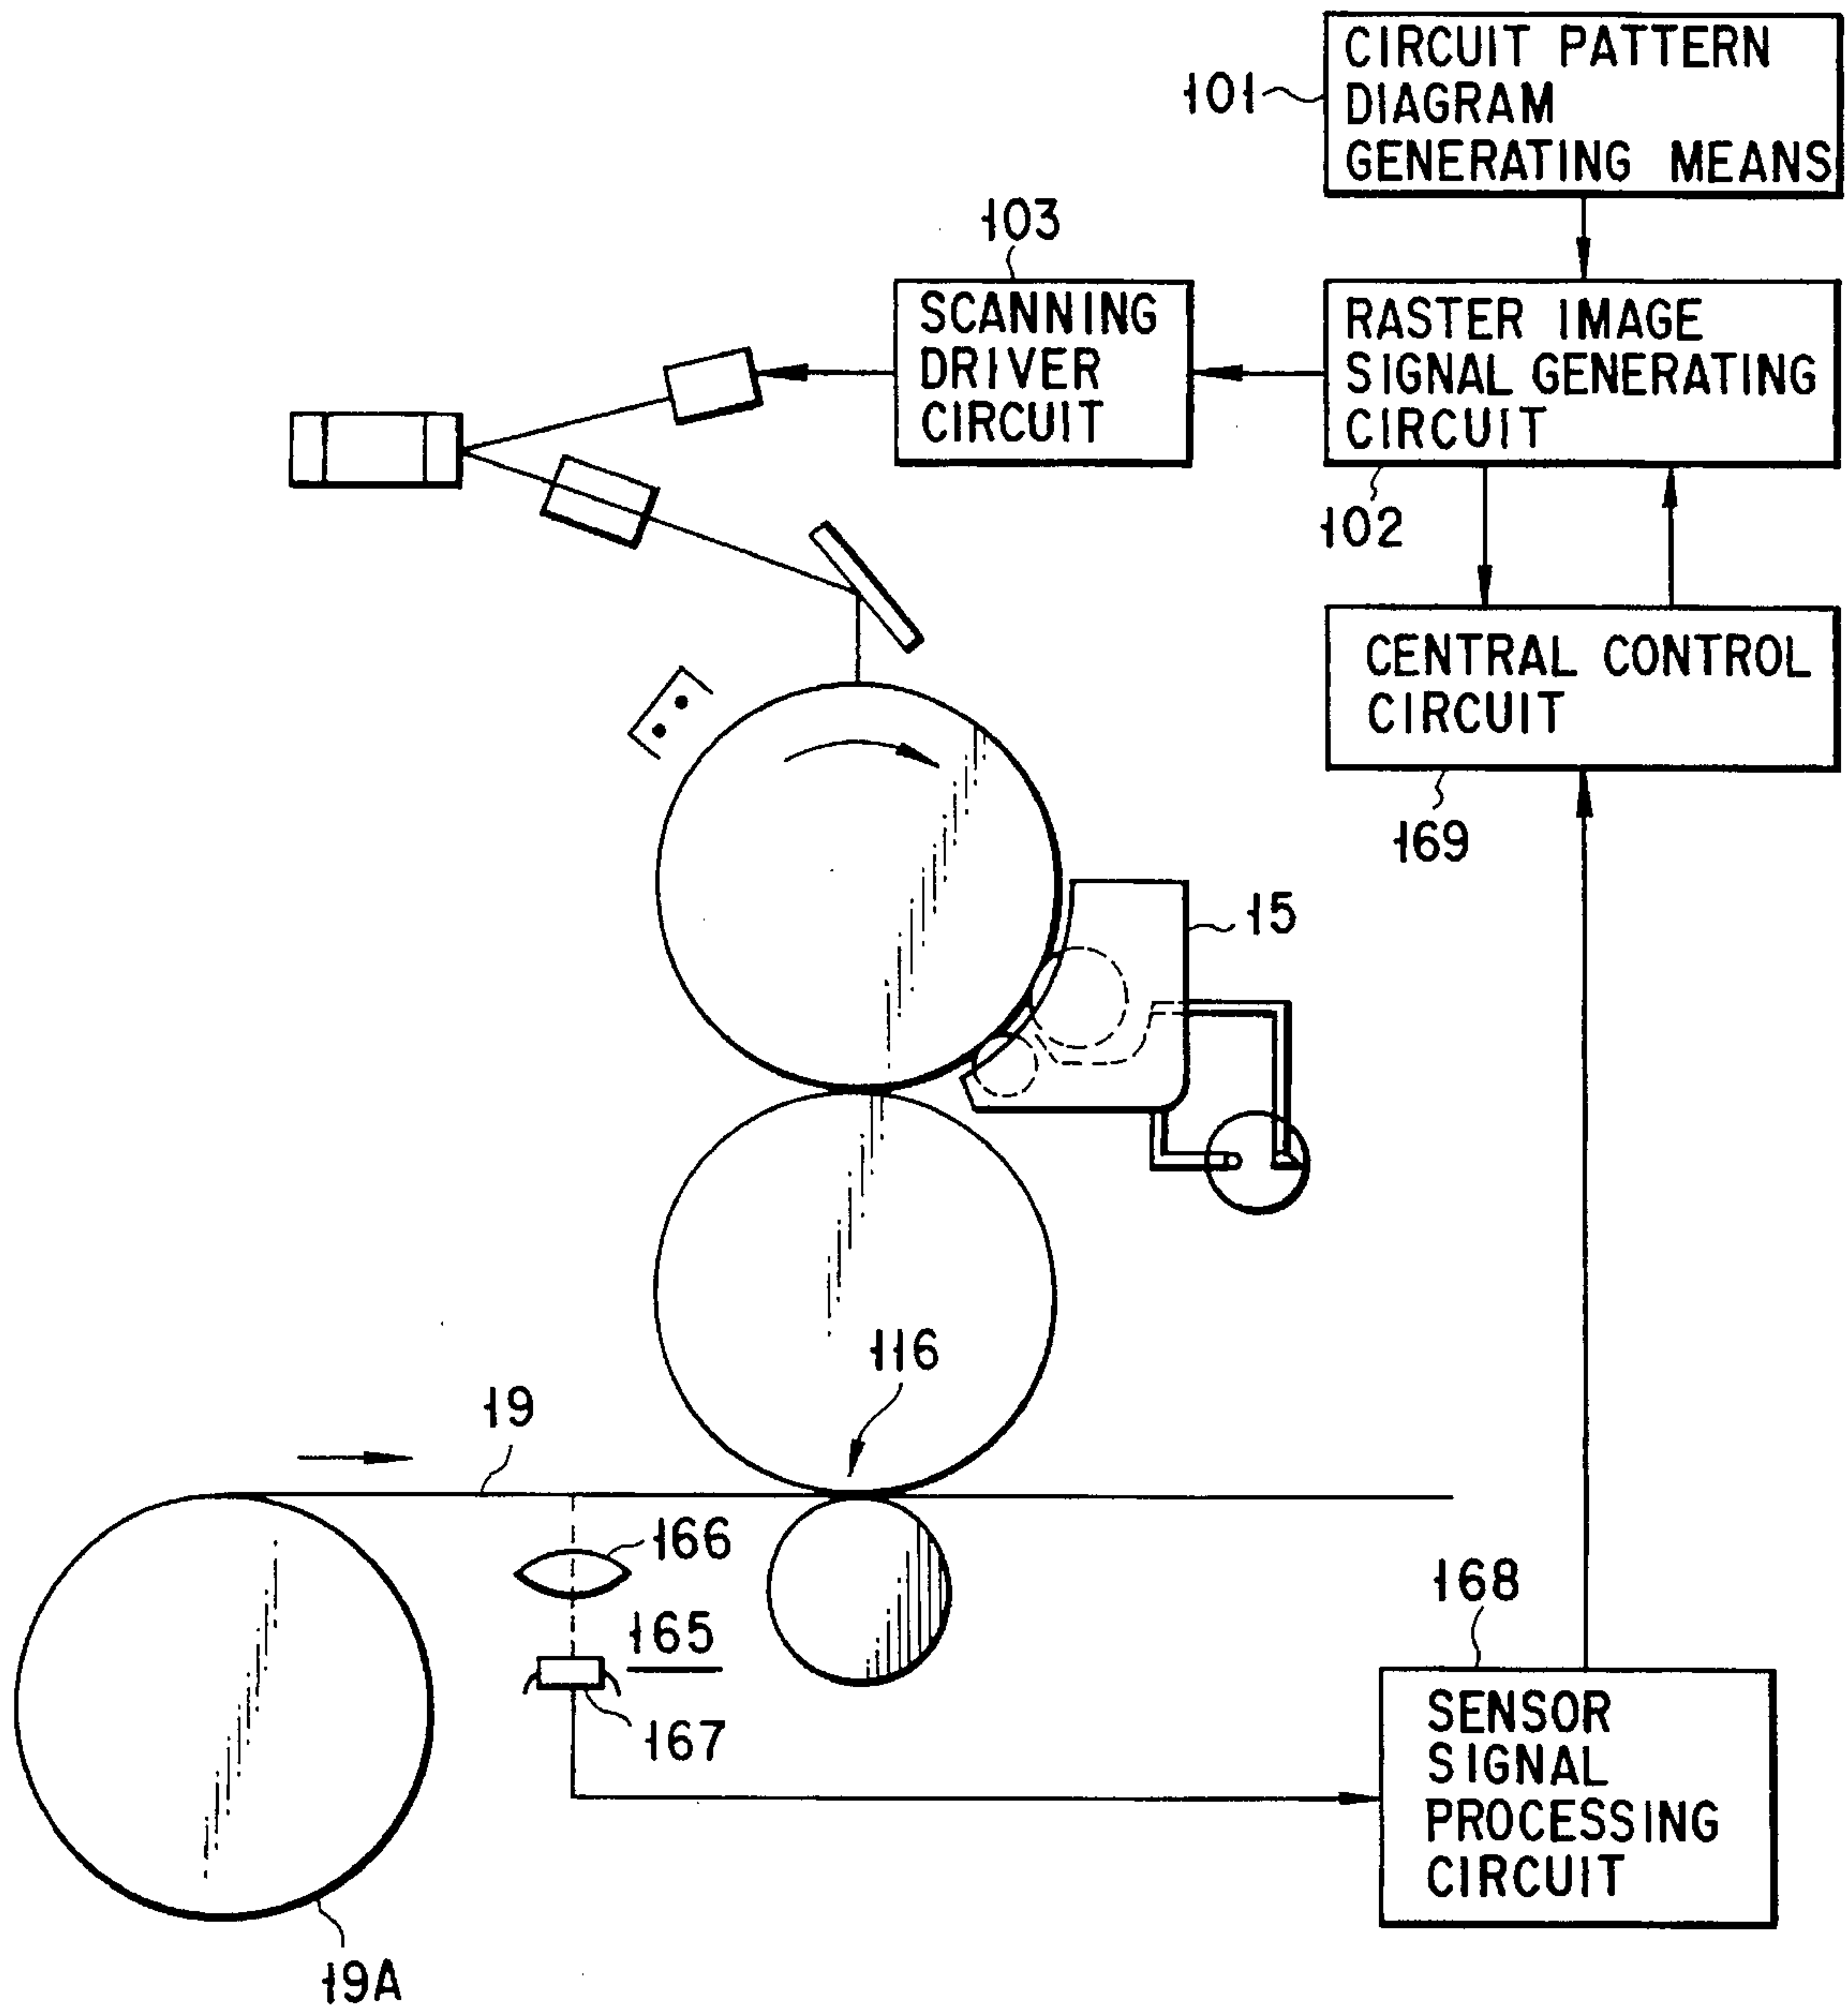 CIRCUIT PATTERN
DIAGRAM
GENERATING MEANS
101
103
SCANNING
DRIVER
CIRCUIT
RASTER IMAGE
SIGNAL GENERATING
CIRCUIT
102
CENTRAL CONTROL
CIRCUIT
169
15
116
19
166
165
167
168
SENSOR
SIGNAL
PROCESSING
CIRCUIT
19A